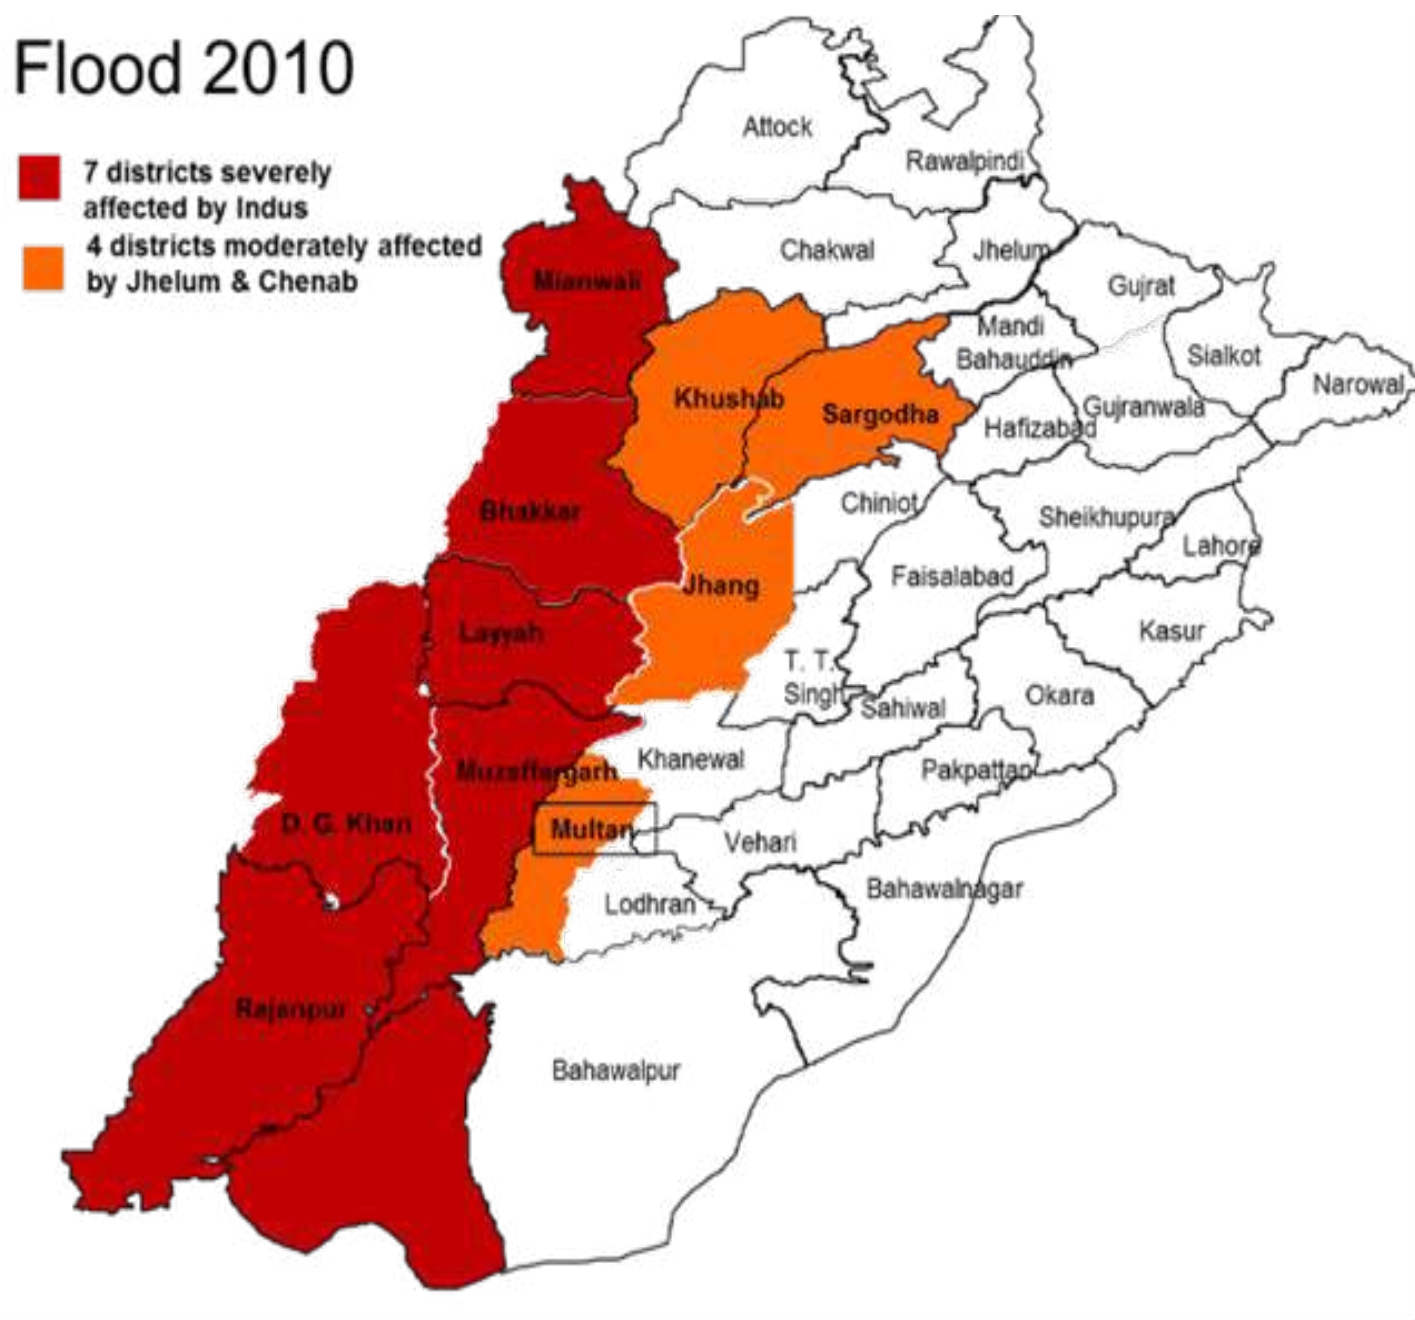 Flood 2010
7 districts severely
affected by Indus
4 districts moderately affected
by Jhelum & Chenab
Attock
Rawalpindi
Chakwal
Jhelum
Mianwali
Gujrat
Mandi
Bahauddin
Sialkot
Narowal
Khushab
Sargodha
Gujranwala
Hafizabad
Bhakkar
Chiniot
Sheikhupura
Lahore
Jhang
Faisalabad
Layyah
Kasur
T. T.
Singh
Sahiwal
Okara
Khanewal
Muzaffargarh
Pakpattan
D. G. Khan
Multan
Vehari
Lodhran
Bahawalnagar
Rajanpur
Bahawalpur